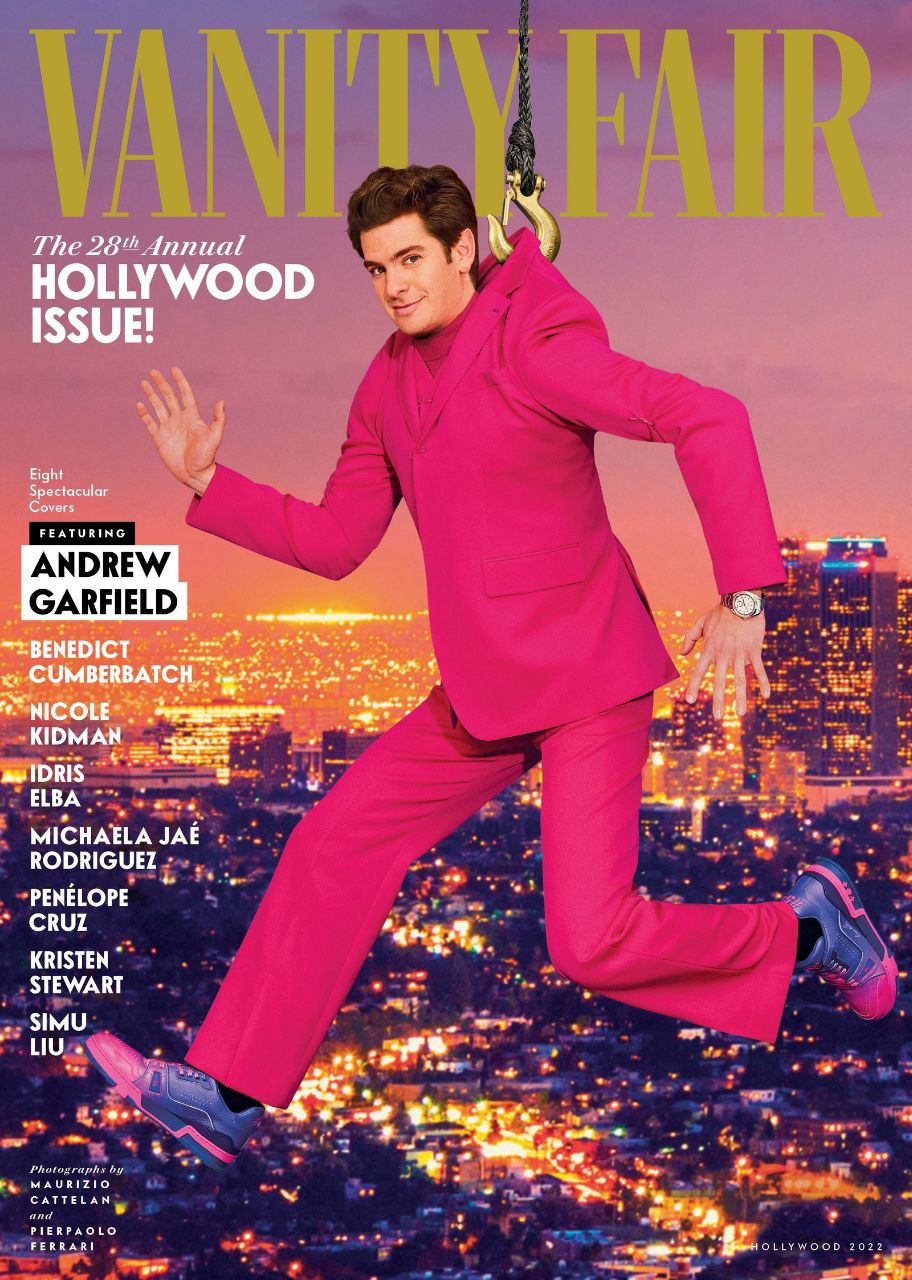 VANITY FAIR
The 28th Annual
HOLLYWOOD
ISSUE!
Eight
Spectacular
Covers
FEATURING
ANDREW
GARFIELD
BENEDICT
CUMBERBATCH
NICOLE
KIDMAN
IDRIS
ELBA
MICHAELA JAÉ
RODRIGUEZ
PENÉLOPE
CRUZ
KRISTEN
STEWART
SIMU
LIU
Photographs by
MAURIZIO
CATTELAN
and
PIERPAOLO
FERRARI
HOLLYWOOD 2022